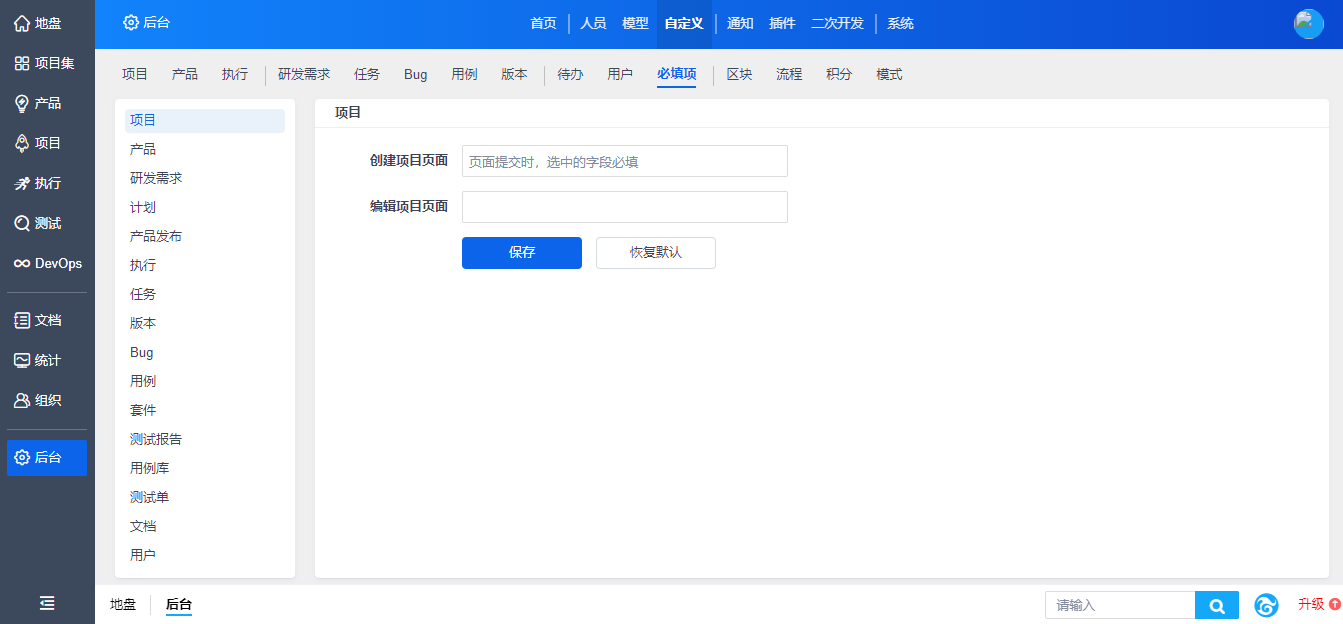 地盘
项目集
产品
项目
执行
测试
DevOps
文档
统计
组织
后台
后台
首页 人员 模型 自定义 通知 插件 二次开发 系统
项目 产品 执行 研发需求 任务 Bug 用例 版本 待办 用户 必填项 区块 流程 积分 模式
项目
产品
研发需求
计划
产品发布
执行
任务
版本
Bug
用例
套件
测试报告
用例库
测试单
文档
用户
项目
创建项目页面 页面提交时，选中的字段必填
编辑项目页面
保存 恢复默认
地盘 后台
请输入
升级